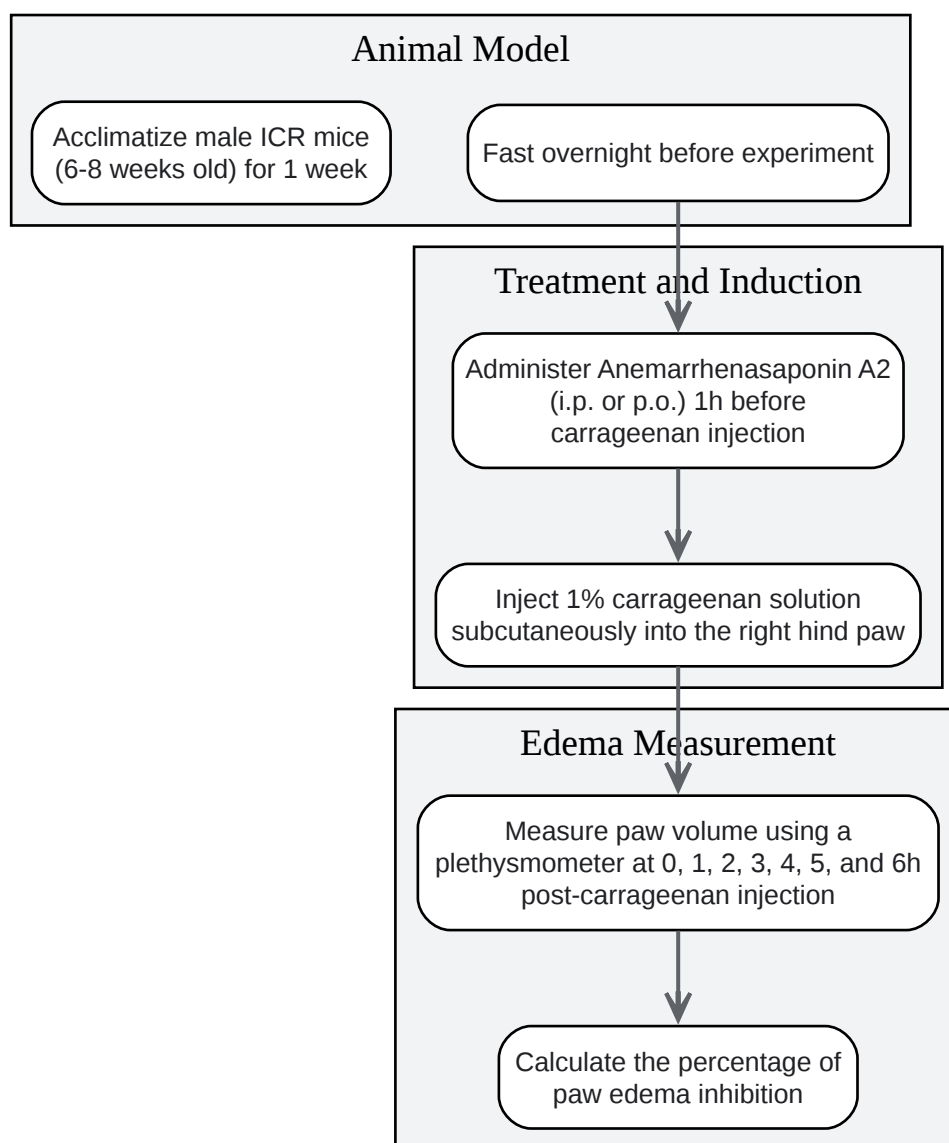 Animal Model
Acclimatize male ICR mice
(6-8 weeks old) for 1 week
Fast overnight before experiment
Treatment and Induction
Administer Anemarrhenasaponin A2
(i.p. or p.o.) 1h before
carrageenan injection
Inject 1% carrageenan solution
subcutaneously into the right hind paw
Edema Measurement
Measure paw volume using a
plethysmometer at 0, 1, 2, 3, 4, 5, and 6h
post-carrageenan injection
Calculate the percentage of
paw edema inhibition